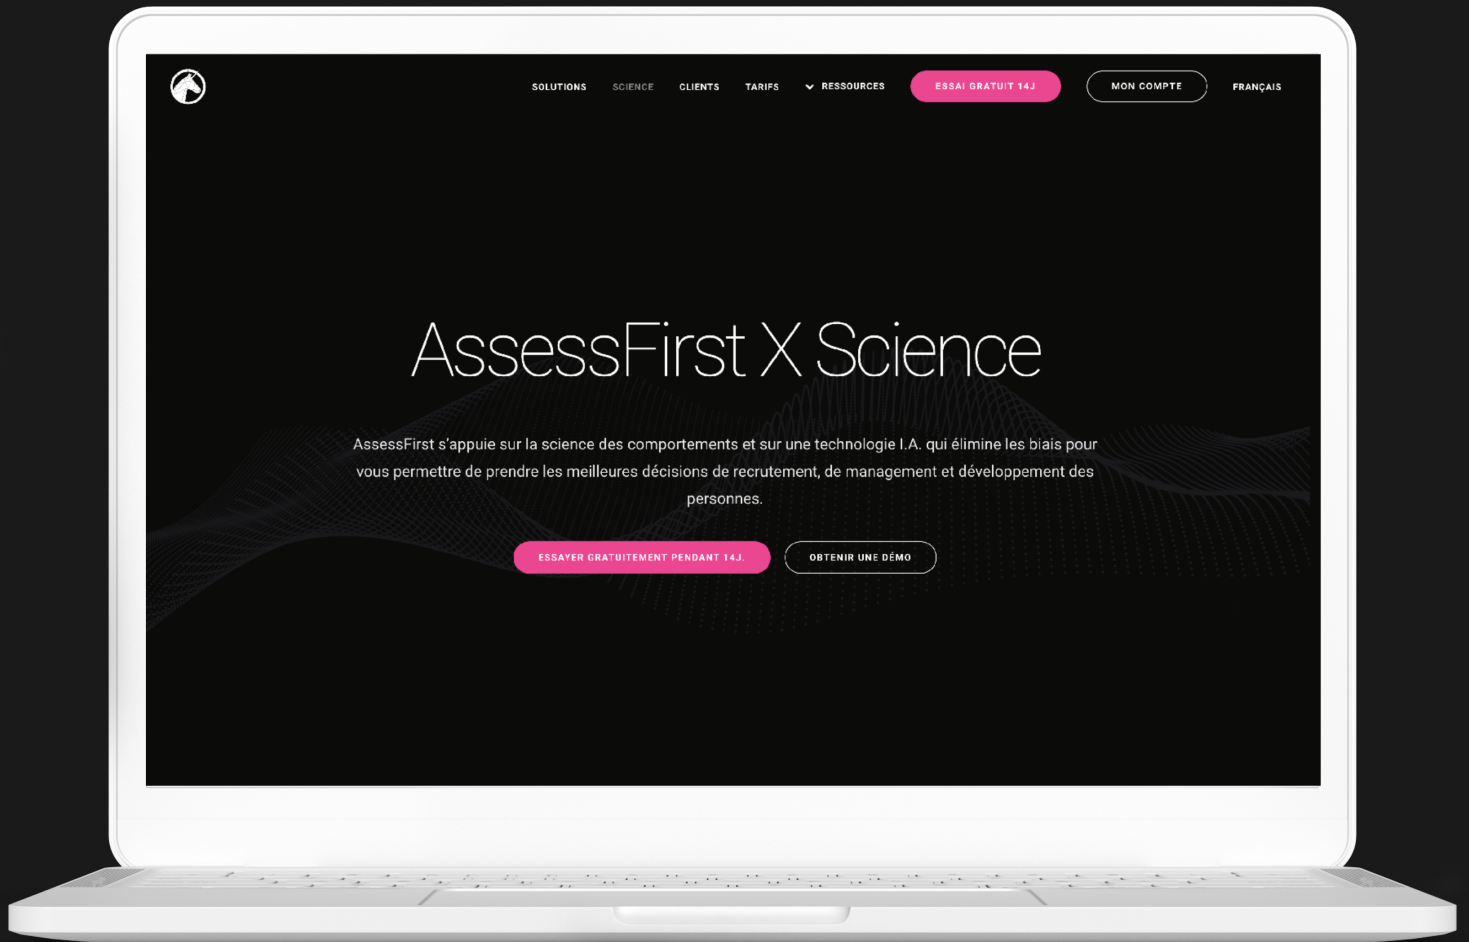 SOLUTIONS SCIENCE CLIENTS TARIFS RESSOURCES ESSAI GRATUIT 14J MON COMPTE FRANÇAIS
AssessFirst X Science
AssessFirst s'appuie sur la science des comportements et sur une technologie I.A. qui élimine les biais pour
vous permettre de prendre les meilleures décisions de recrutement, de management et développement des
personnes.
ESSAYER GRATUITEMENT PENDANT 14J. OBTENIR UNE DÉMO